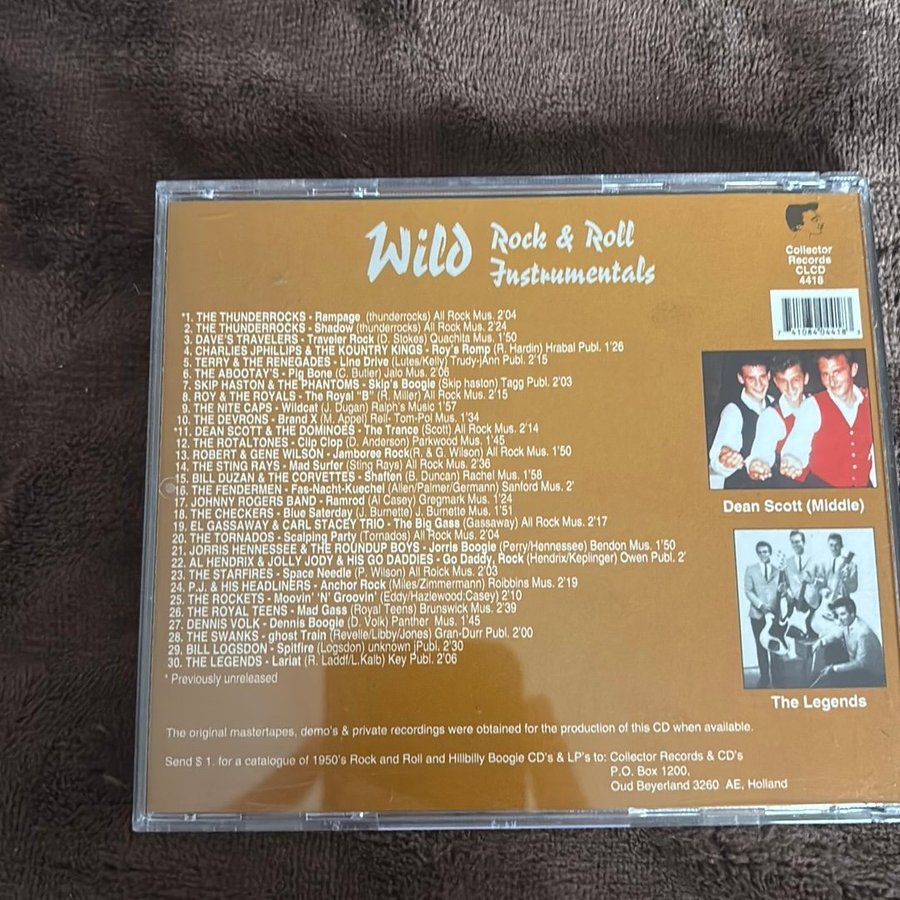 Wild Rock & Roll
Instrumentals
Collector
Records
CLCD
4418
7 41084 04418 3
*1. THE THUNDERROCKS - Rampage (thunderrocks) All Rock Mus. 2'04
2. THE THUNDERROCKS - Shadow (thunderrocks) All Rock Mus. 2'24
3. DAVE'S TRAVELERS - Traveler Rock (D. Stokes) Quachita Mus. 1'50
4. CHARLIES JPHILLIPS & THE KOUNTRY KINGS - Roy's Romp (R. Hardin) Hrabal Publ. 1'26
5. TERRY & THE RENEGADES - Line Drive (Lutes/Kelly) Trudy-jAnn Publ. 2'15
6. THE ABOOTAY'S - Pig Bone (C. Butler) Jalo Mus. 2'06
7. SKIP HASTON & THE PHANTOMS - Skip's Boogie (Skip haston) Tagg Publ. 2'03
8. ROY & THE ROYALS - The Royal "B" (R. Miller) All Rock Mus. 2'15
9. THE NITE CAPS - Wildcat (J. Dugan) Ralph's Music 1'57
10. THE DEVRONS - Brand X (M. Appel) Rell- Tom-Pol Mus. 1'34
*11. DEAN SCOTT & THE DOMINOES - The Trance (Scott) All Rock Mus. 2'14
12. THE ROTALTONES - Clip Clop (D. Anderson) Parkwood Mus. 1'45
13. ROBERT & GENE WILSON - Jamboree Rock(R. & G. Wilson) All Rock Mus. 1'50
14. THE STING RAYS - Mad Surfer (Sting Rays) All Rock Mus. 2'36
15. BILL DUZAN & THE CORVETTES - Shaften (B. Duncan) Rachel Mus. 1'58
16. THE FENDERMEN - Fas-Nacht-Kuechel (Allen/Palmer/Germann) Sanford Mus. 2'
17. JOHNNY ROGERS BAND - Ramrod (Al Casey) Gregmark Mus. 1'24
18. THE CHECKERS - Blue Saterday (J. Burnette) J. Burnette Mus. 1'51
19. EL GASSAWAY & CARL STACEY TRIO - The Big Gass (Gassaway) All Rock Mus. 2'17
20. THE TORNADOS - Scalping Party (Tornados) All Rock Mus. 2'04
21. JORRIS HENNESSEE & THE ROUNDUP BOYS - Jorris Boogie (Perry/Hennessee) Bendon Mus. 1'50
22. AL HENDRIX & JOLLY JODY & HIS GO DADDIES - Go Daddy, Rock (Hendrix/Keplinger) Owen Publ. 2'
23. THE STARFIRES - Space Needle (P. Wilson) All Roick Mus. 2'03
24. P.J. & HIS HEADLINERS - Anchor Rock (Miles/Zimmermann) Roibbins Mus. 2'19
25. THE ROCKETS - Moovin' 'N' Groovin' (Eddy/Hazlewood:Casey) 2'10
26. THE ROYAL TEENS - Mad Gass (Royal Teens) Brunswick Mus. 2'39
27. DENNIS VOLK - Dennis Boogie (D. Volk) Panther Mus. 1'45
28. THE SWANKS - ghost Train (Revelle/Libby/Jones) Gran-Durr Publ. 2'00
29. BILL LOGSDON - Spitfire (Logsdon) unknown jPubl. 2'30
30. THE LEGENDS - Lariat (R. Laddf/L.Kalb) Key Publ. 2'06
* Previously unreleased
Dean Scott (Middle)
The Legends
The original mastertapes, demo's & private recordings were obtained for the production of this CD when available.
Send $ 1. for a catalogue of 1950's Rock and Roll and Hillbilly Boogie CD's & LP's to: Collector Records & CD's
P.O. Box 1200,
Oud Beyerland 3260 AE, Holland